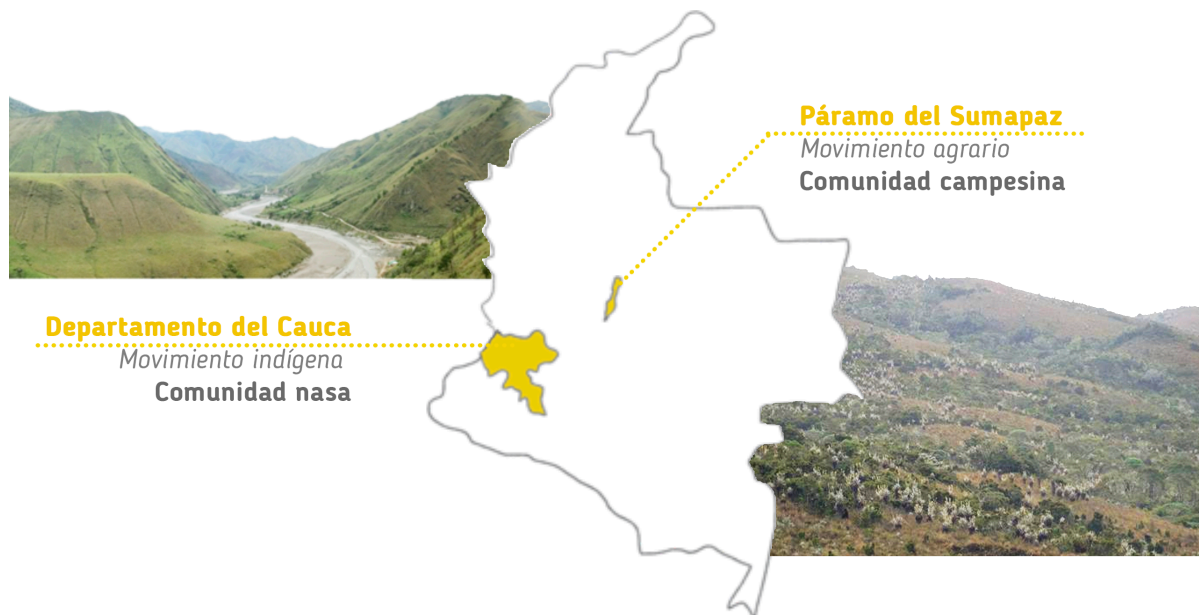 Páramo del Sumapaz
Movimiento agrario
Comunidad campesina
Departamento del Cauca
Movimiento indígena
Comunidad nasa